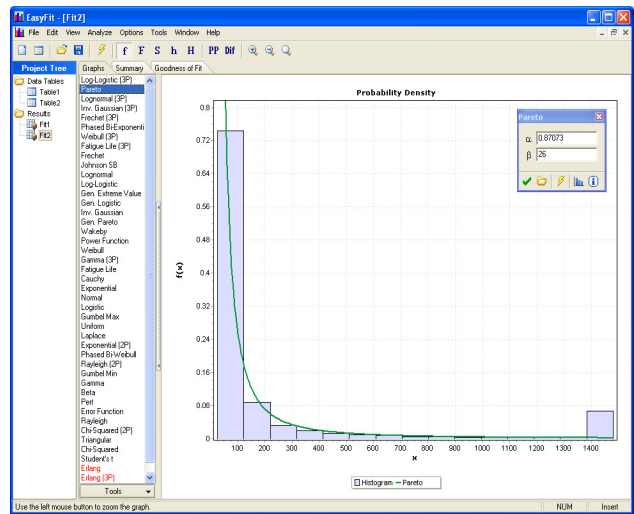 EasyFit - [Fit2]
File Edit View Analyze Options Tools Window Help
f F S h H PP Dif
Project Tree
Data Tables
Table1
Table2
Results
Fit1
Fit2
Graphs Summary Goodness of Fit
Log-Logistic (3P)
Pareto
Lognormal (3P)
Inv. Gaussian (3P)
Frechet (3P)
Phased Bi-Exponenti
Weibull (3P)
Fatigue Life (3P)
Frechet
Johnson SB
Lognormal
Log-Logistic
Gen. Extreme Value
Gen. Logistic
Inv. Gaussian
Gen. Pareto
Wakeby
Power Function
Weibull
Gamma (3P)
Fatigue Life
Cauchy
Exponential
Normal
Logistic
Gumbel Max
Uniform
Laplace
Exponential (2P)
Phased Bi-Weibull
Rayleigh (2P)
Gumbel Min
Gamma
Beta
Pert
Error Function
Rayleigh
Chi-Squared (2P)
Triangular
Chi-Squared
Student's t
Erlang
Erlang (3P)
Tools
Probability Density
f(x)
0.8
0.72
0.64
0.56
0.48
0.4
0.32
0.24
0.16
0.08
0
100 200 300 400 500 600 700 800 900 1000 1100 1200 1300 1400
x
Histogram Pareto
Pareto
α 0.87073
β 26
Use the left mouse button to zoom the graph.
NUM Insert